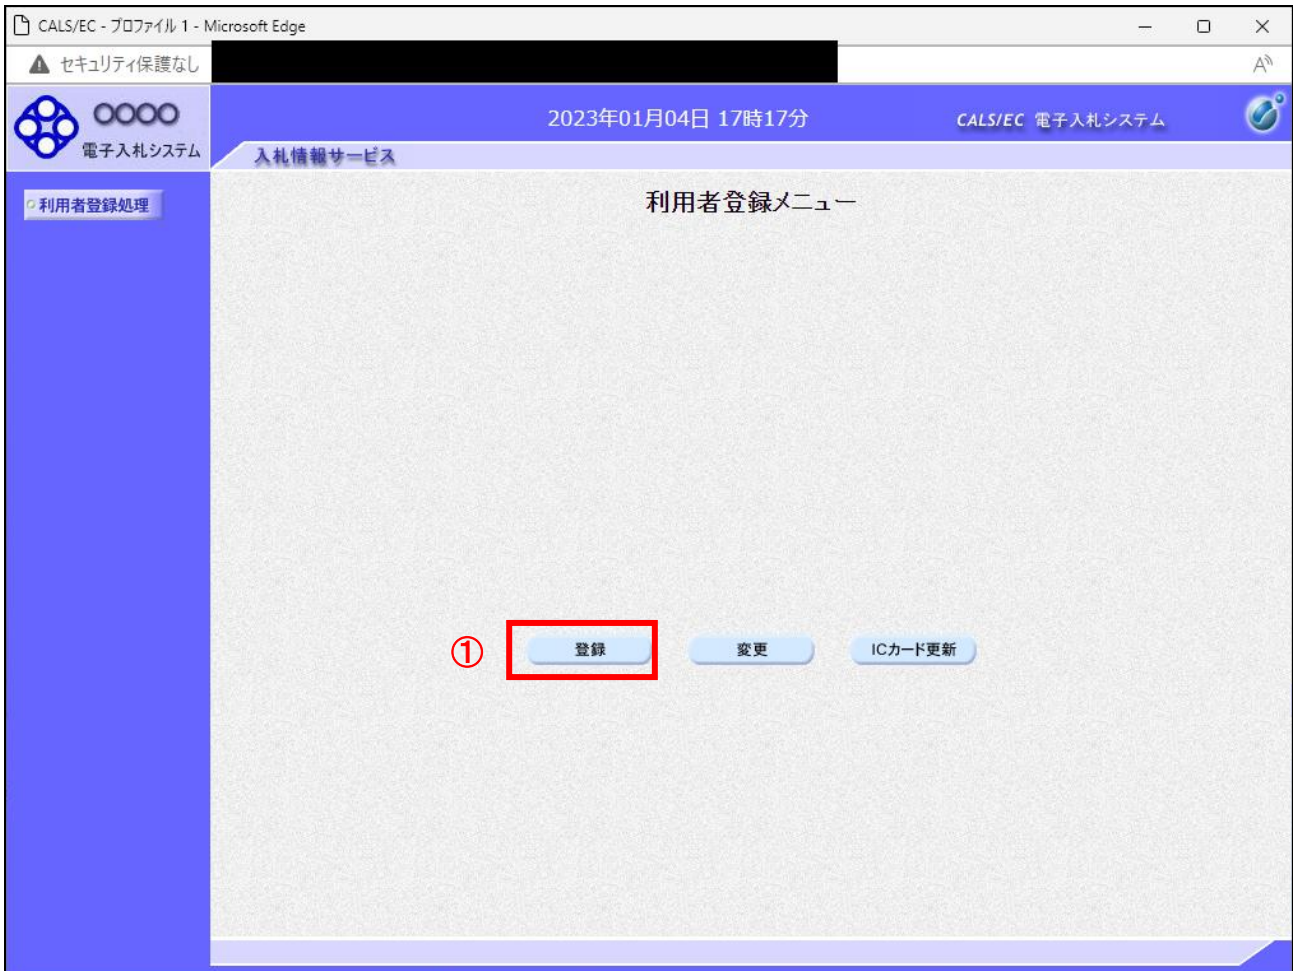 CALS/EC - プロファイル 1 - Microsoft Edge
セキュリティ保護なし
OOOO
電子入札システム
2023年01月04日 17時17分
CALS/EC 電子入札システム
入札情報サービス
利用者登録処理
利用者登録メニュー
① 登録 変更 ICカード更新